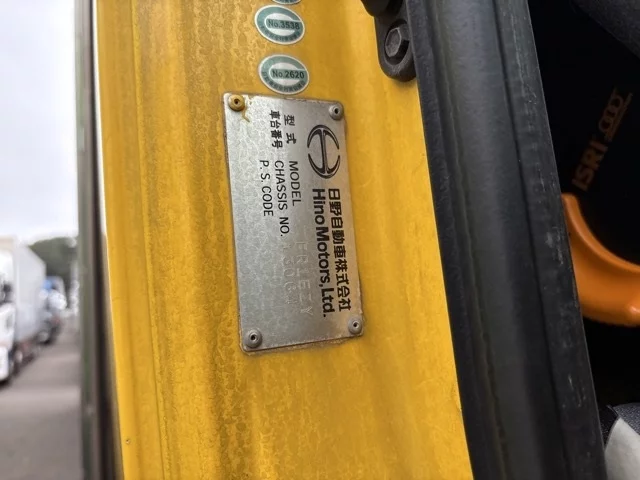 No.3538
No.2620
日野自動車株式会社
HinoMotors,Ltd.
型式 MODEL
車台番号 CHASSIS NO.
P.S.CODE
ISRI